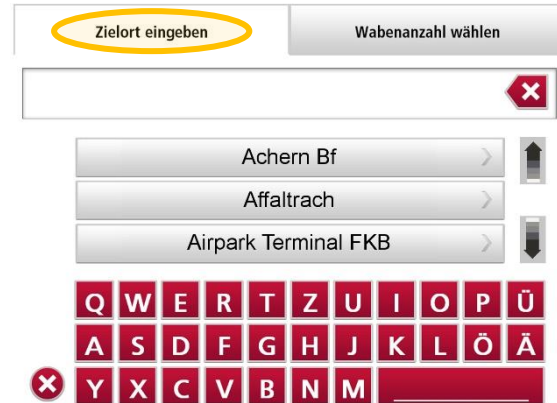 Zielort eingeben Wabenanzahl wählen
Achern Bf
Affaltrach
Airpark Terminal FKB
Q W E R T Z U I O P Ü
A S D F G H J K L Ö Ä
Y X C V B N M